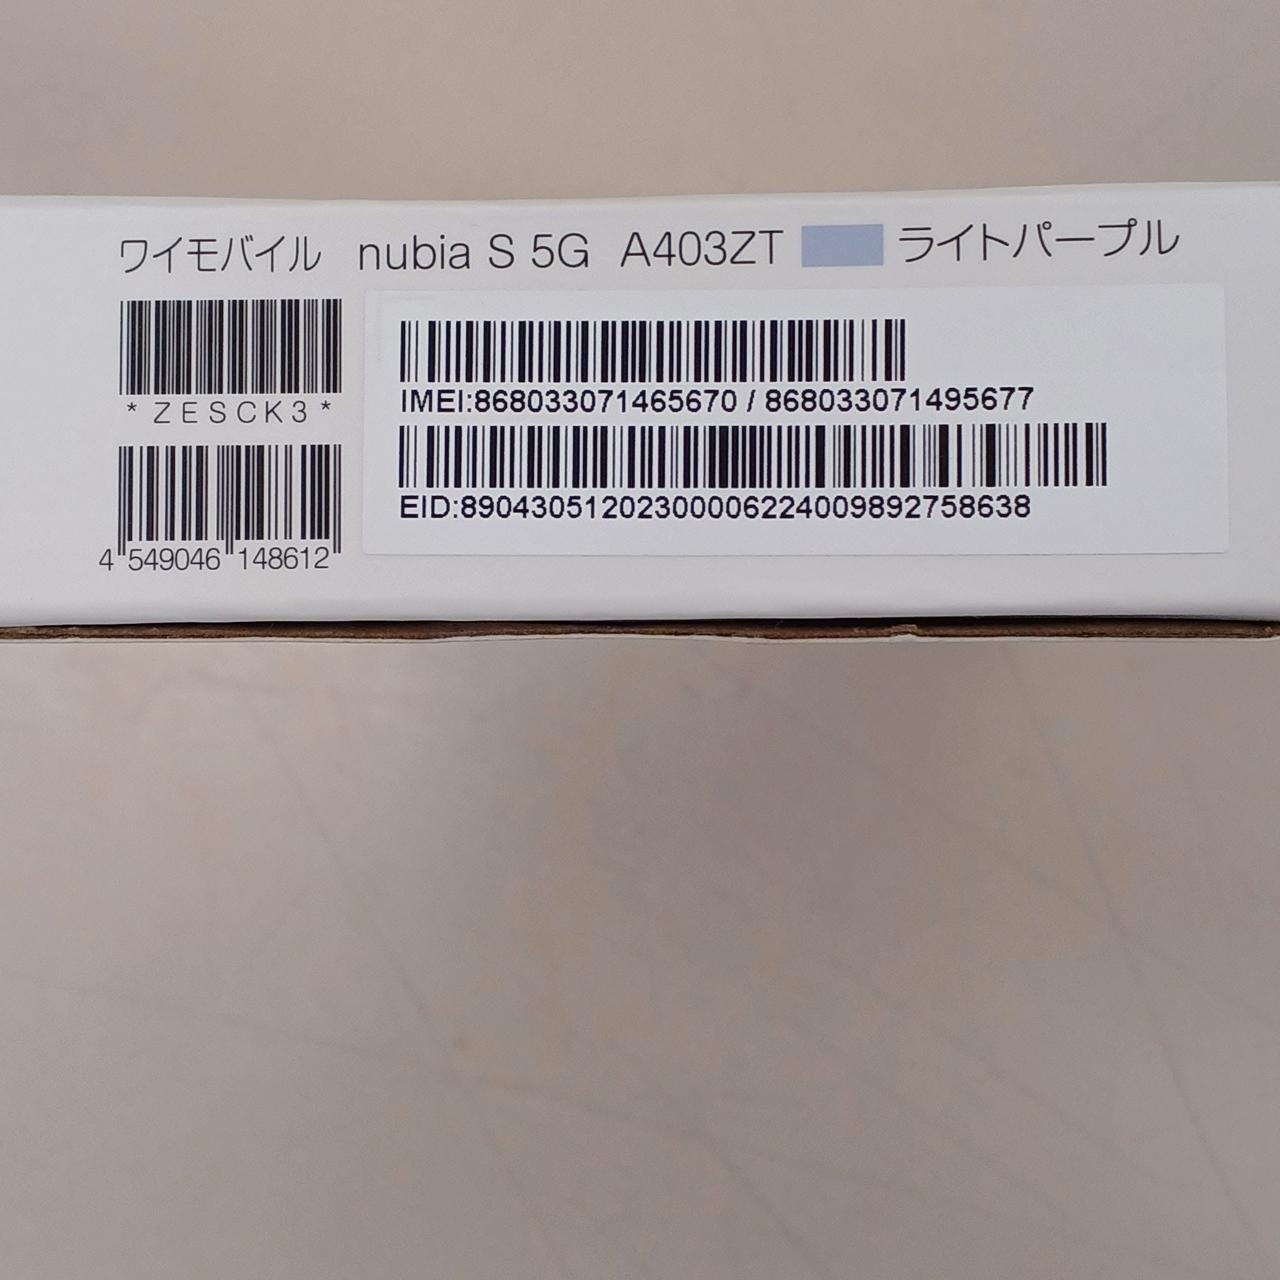 ワイモバイル nubia S 5G A403ZT ライトパープル
*ZESCK3*
4 549046 148612
IMEI:868033071465670 / 868033071495677
EID:89043051202300006224009892758638